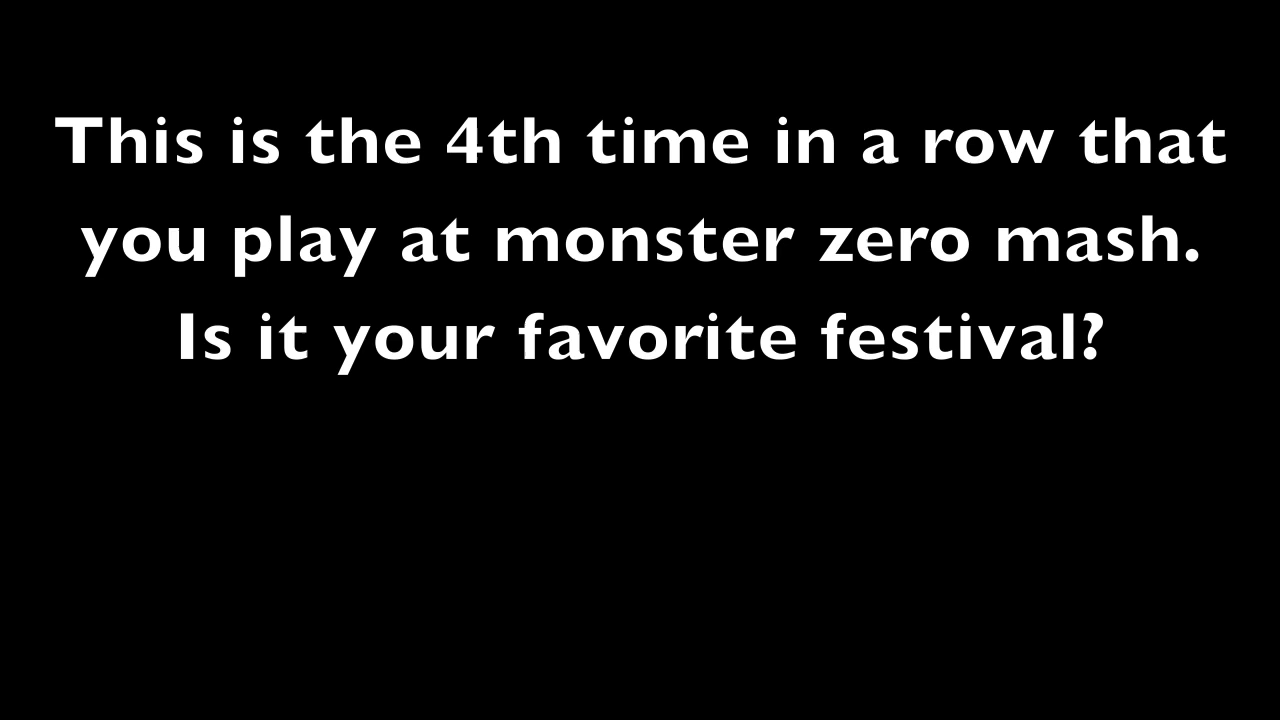 This is the 4th time in a row that
you play at monster zero mash.
Is it your favorite festival?